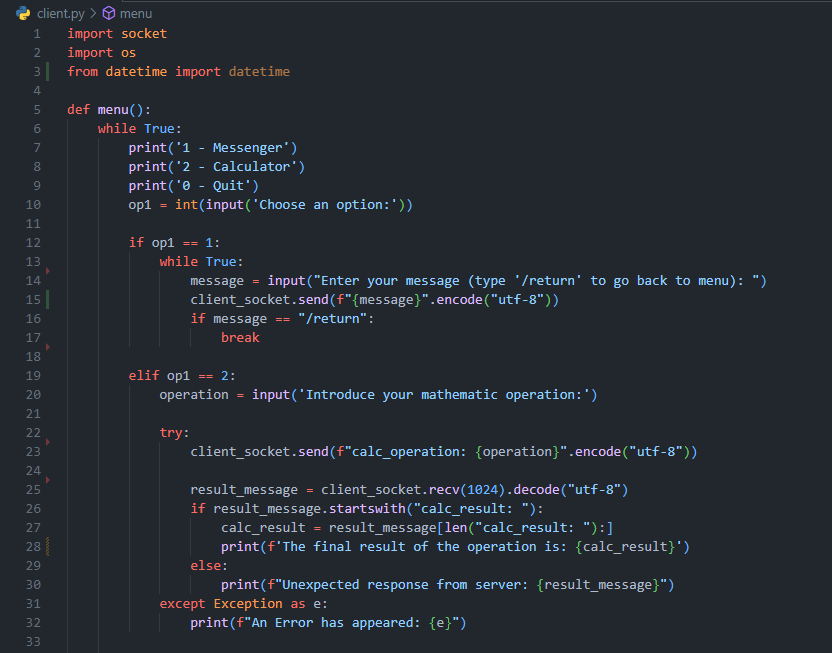 client.py > menu
1 import socket
2 import os
3 from datetime import datetime
4
5 def menu():
6     while True:
7         print('1 - Messenger')
8         print('2 - Calculator')
9         print('0 - Quit')
10         op1 = int(input('Choose an option:'))
11
12         if op1 == 1:
13             while True:
14                 message = input("Enter your message (type '/return' to go back to menu): ")
15                 client_socket.send(f"{message}".encode("utf-8"))
16                 if message == "/return":
17                     break
18
19         elif op1 == 2:
20             operation = input('Introduce your mathematic operation:')
21
22             try:
23                 client_socket.send(f"calc_operation: {operation}".encode("utf-8"))
24
25                 result_message = client_socket.recv(1024).decode("utf-8")
26                 if result_message.startswith("calc_result: "):
27                     calc_result = result_message[len("calc_result: "):]
28                     print(f'The final result of the operation is: {calc_result}')
29                 else:
30                     print(f"Unexpected response from server: {result_message}")
31             except Exception as e:
32                 print(f"An Error has appeared: {e}")
33